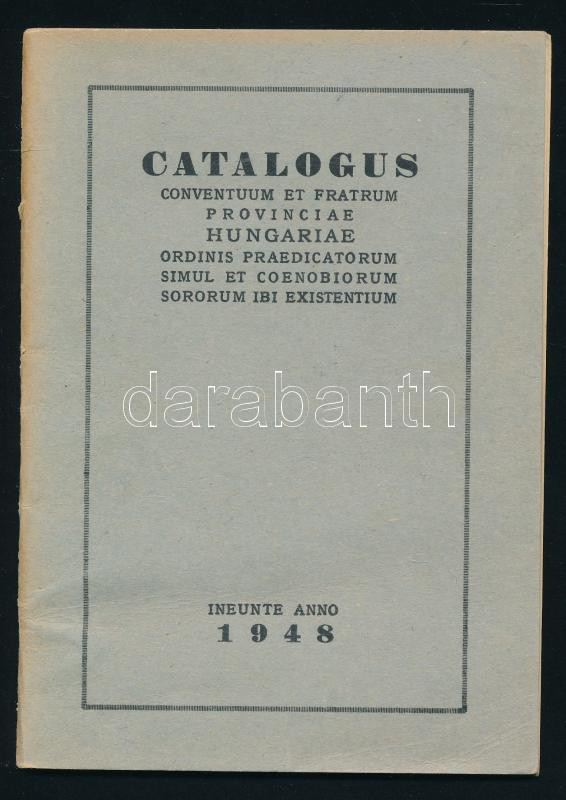 CATALOGUS
CONVENTUUM ET FRATRUM
PROVINCIAE
HUNGARIAE
ORDINIS PRAEDICATORUM
SIMUL ET COENOBIORUM
SORORUM IBI EXISTENTIUM
darabanth
INEUNTE ANNO
1948